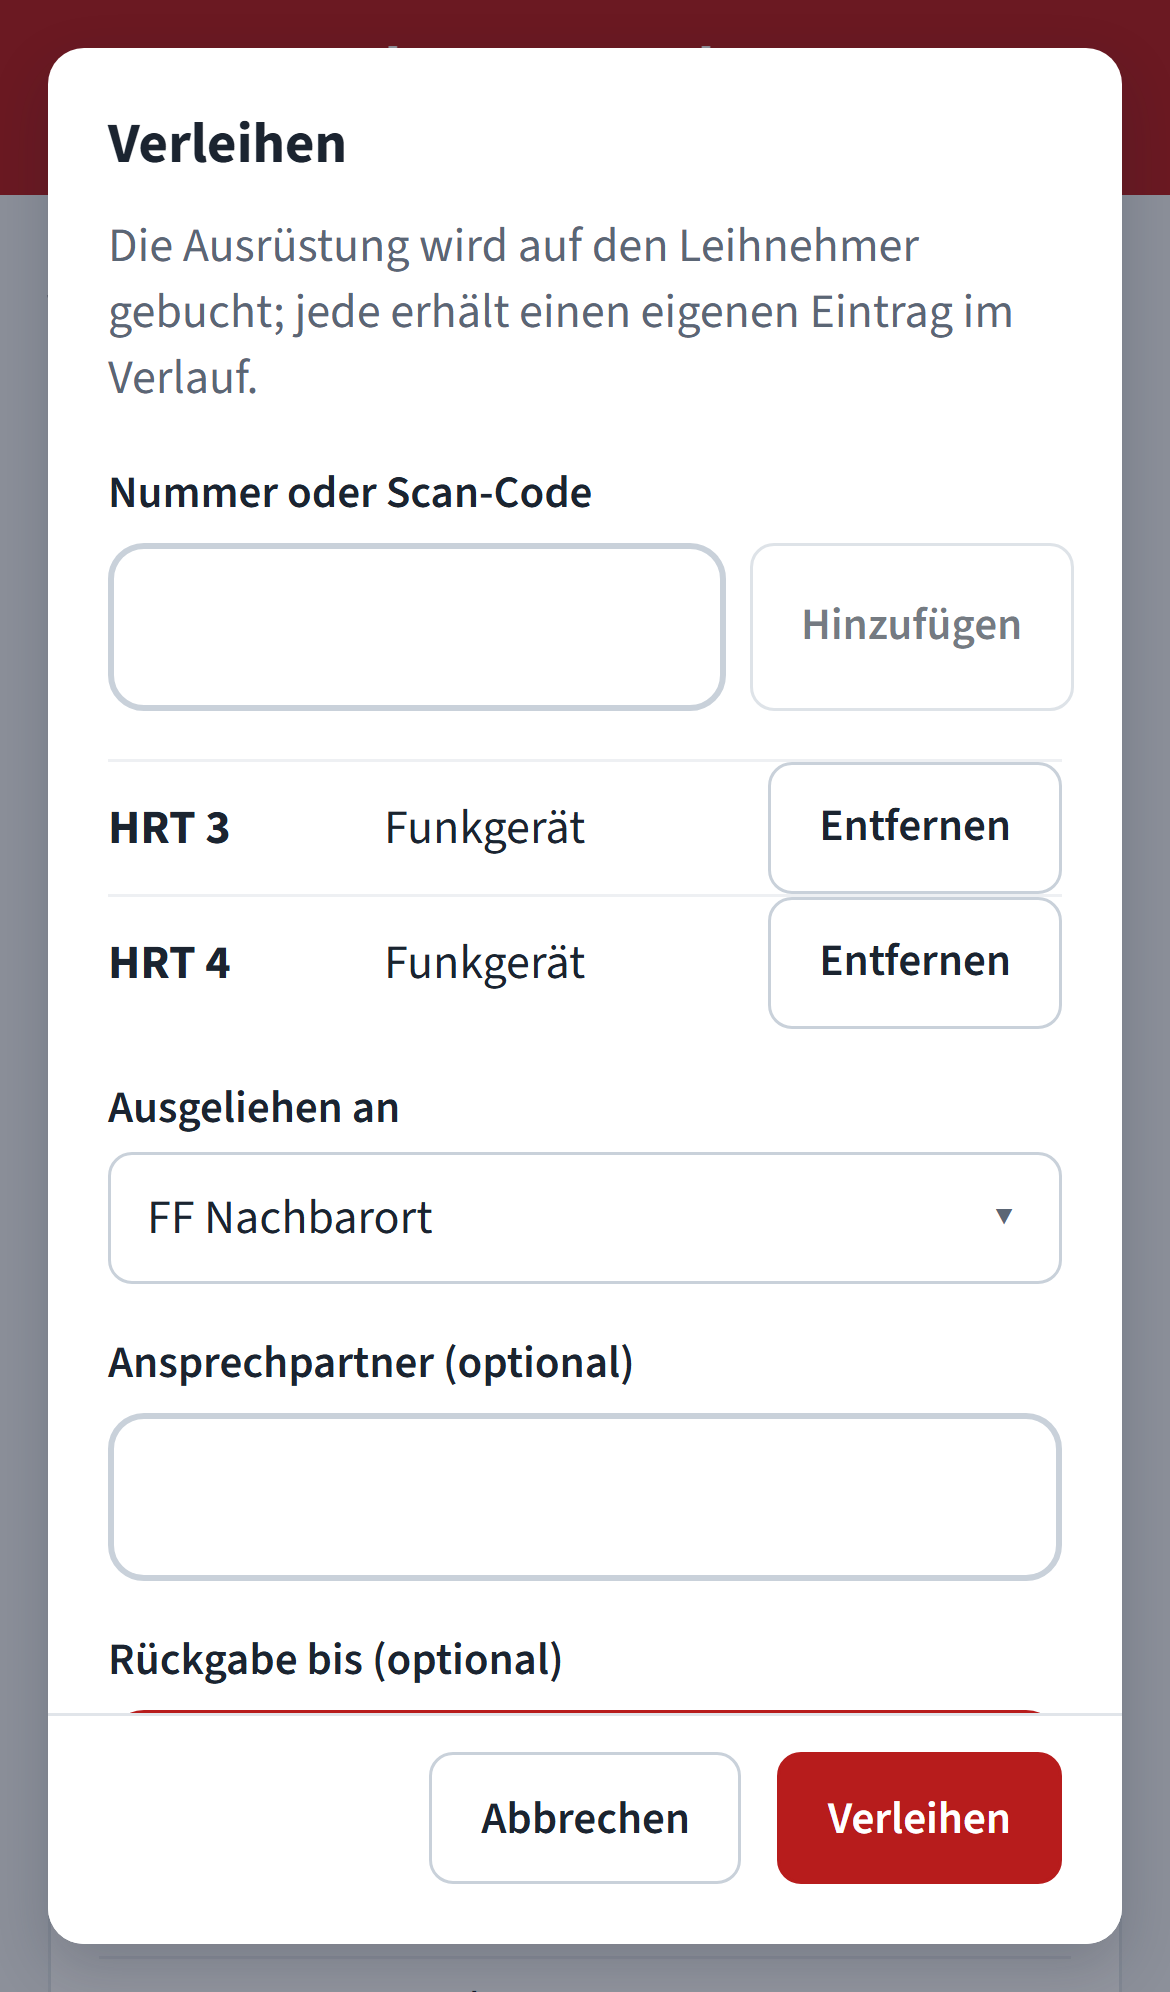 Verleihen
Die Ausrüstung wird auf den Leihnehmer
gebucht; jede erhält einen eigenen Eintrag im
Verlauf.
Nummer oder Scan-Code
Hinzufügen
HRT 3 Funkgerät Entfernen
HRT 4 Funkgerät Entfernen
Ausgeliehen an
FF Nachbarort
Ansprechpartner (optional)
Rückgabe bis (optional)
Abbrechen Verleihen